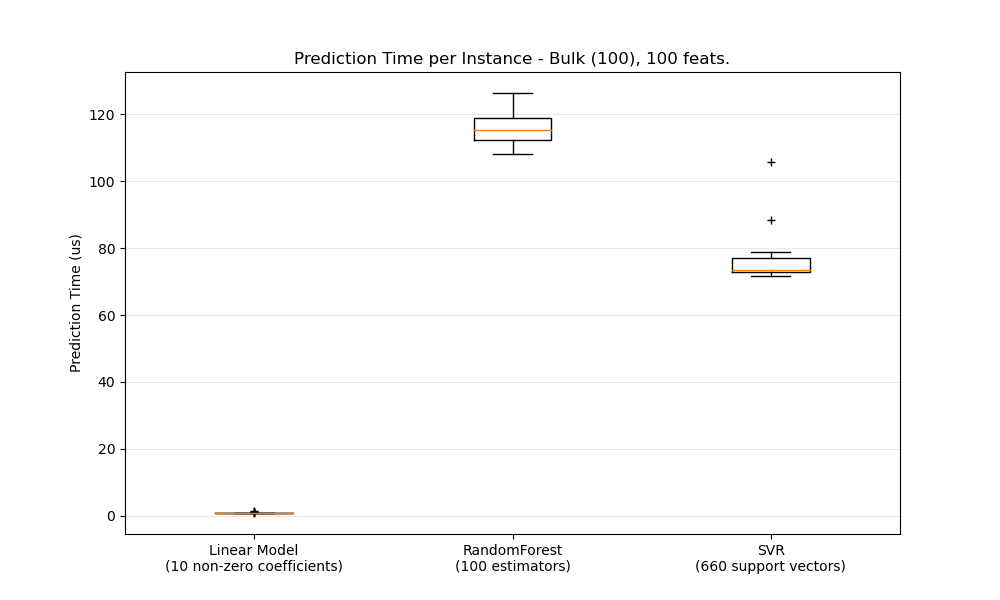 Prediction Time per Instance - Bulk (100), 100 feats.
Prediction Time (us)
120
100
80
60
40
20
0
Linear Model
(10 non-zero coefficients)
RandomForest
(100 estimators)
SVR
(660 support vectors)